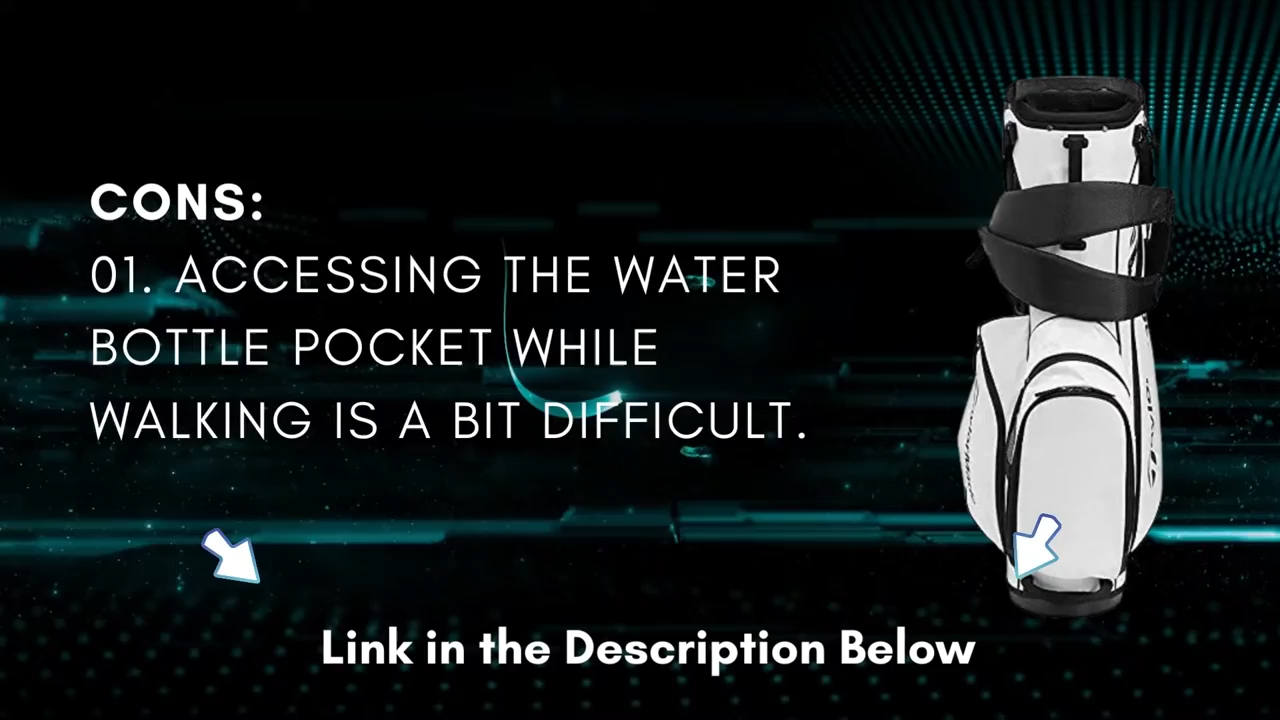 CONS:
01. ACCESSING THE WATER
BOTTLE POCKET WHILE
WALKING IS A BIT DIFFICULT.
Link in the Description Below